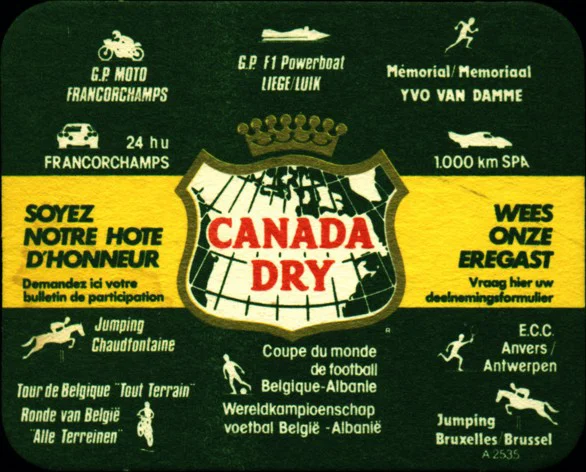 G.P. MOTO
FRANCORCHAMPS
G.P. F1 Powerboat
LIEGE/LUIK
Mémorial/Memoriaal
YVO VAN DAMME
24 hu
FRANCORCHAMPS
1.000 km SPA
SOYEZ
NOTRE HOTE
D'HONNEUR
Demandez ici votre
bulletin de participation
CANADA
DRY
R
WEES
ONZE
EREGAST
Vraag hier uw
deelnemingsformulier
Jumping
Chaudfontaine
Coupe du monde
de football
Belgique-Albanie
Wereldkampioenschap
voetbal België -Albanië
E.C.C.
Anvers/
Antwerpen
Tour de Belgique "Tout Terrain"
Ronde van België
"Alle Terreinen"
Jumping
Bruxelles/Brussel
A 2535